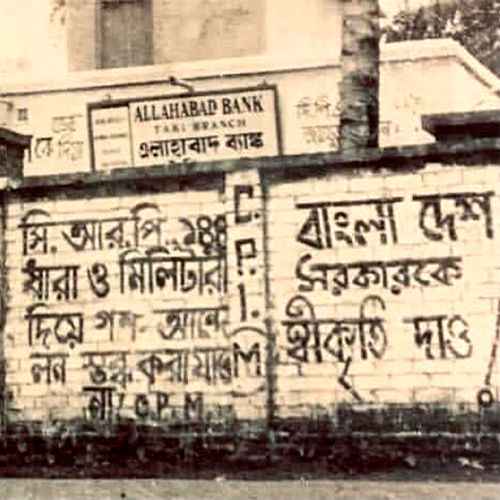 ALLAHABAD BANK
TAKI BRANCH
এলাহাবাদ ব্যাঙ্ক
সি.আর.পি. ১৪৪
ধারা ও মিলিটারী
দিয়ে গণ-আন্দো
লন স্তব্ধ করা যাবে
না! C P M
C.P.I.(M)
বাংলা দেশ
সরকারকে
স্বীকৃতি দাও